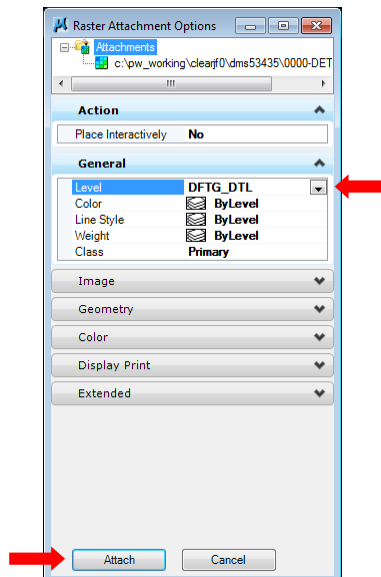 Raster Attachment Options
Attachments
c:\pw_working\clearjf0\dms53435\0000-DET
Action
Place Interactively No
General
Level DFTG_DTL
Color ByLevel
Line Style ByLevel
Weight ByLevel
Class Primary
Image
Geometry
Color
Display Print
Extended
Attach Cancel